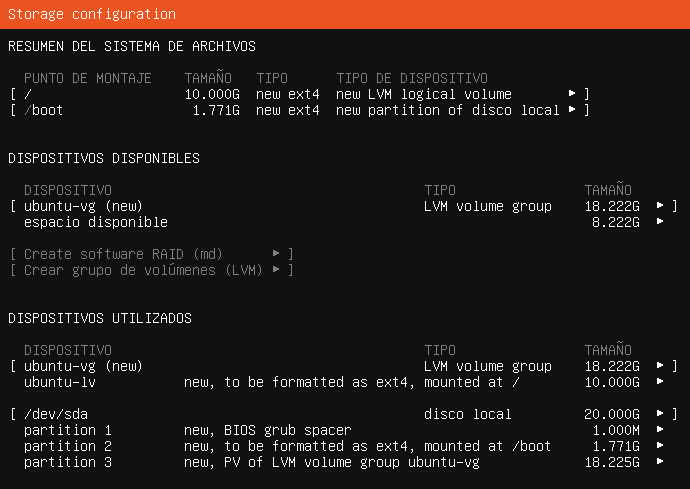 Storage configuration
RESUMEN DEL SISTEMA DE ARCHIVOS
PUNTO DE MONTAJE TAMAÑO TIPO TIPO DE DISPOSITIVO
[ / 10.000G new ext4 new LVM logical volume ▸ ]
[ /boot 1.771G new ext4 new partition of disco local ▸ ]
DISPOSITIVOS DISPONIBLES
DISPOSITIVO TIPO TAMAÑO
[ ubuntu-vg (new) LVM volume group 18.222G ▸ ]
espacio disponible 8.222G ▸
[ Create software RAID (md) ▸ ]
[ Crear grupo de volúmenes (LVM) ▸ ]
DISPOSITIVOS UTILIZADOS
DISPOSITIVO TIPO TAMAÑO
[ ubuntu-vg (new) LVM volume group 18.222G ▸ ]
ubuntu-lv new, to be formatted as ext4, mounted at / 10.000G ▸
[ /dev/sda disco local 20.000G ▸ ]
partition 1 new, BIOS grub spacer 1.000M ▸
partition 2 new, to be formatted as ext4, mounted at /boot 1.771G ▸
partition 3 new, PV of LVM volume group ubuntu-vg 18.225G ▸